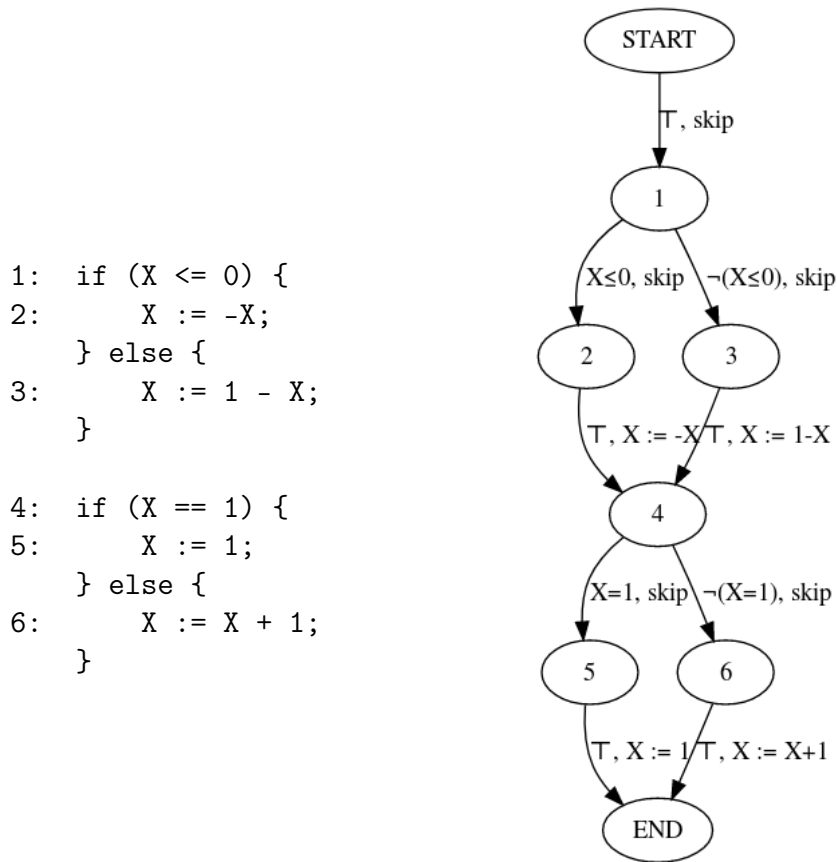 1: if (X <= 0) {
2: X := -X;
} else {
3: X := 1 - X;
}
4: if (X == 1) {
5: X := 1;
} else {
6: X := X + 1;
}
START
⊤, skip
1
X≤0, skip ¬(X≤0), skip
2 3
⊤, X := -X ⊤, X := 1-X
4
X=1, skip ¬(X=1), skip
5 6
⊤, X := 1 ⊤, X := X+1
END